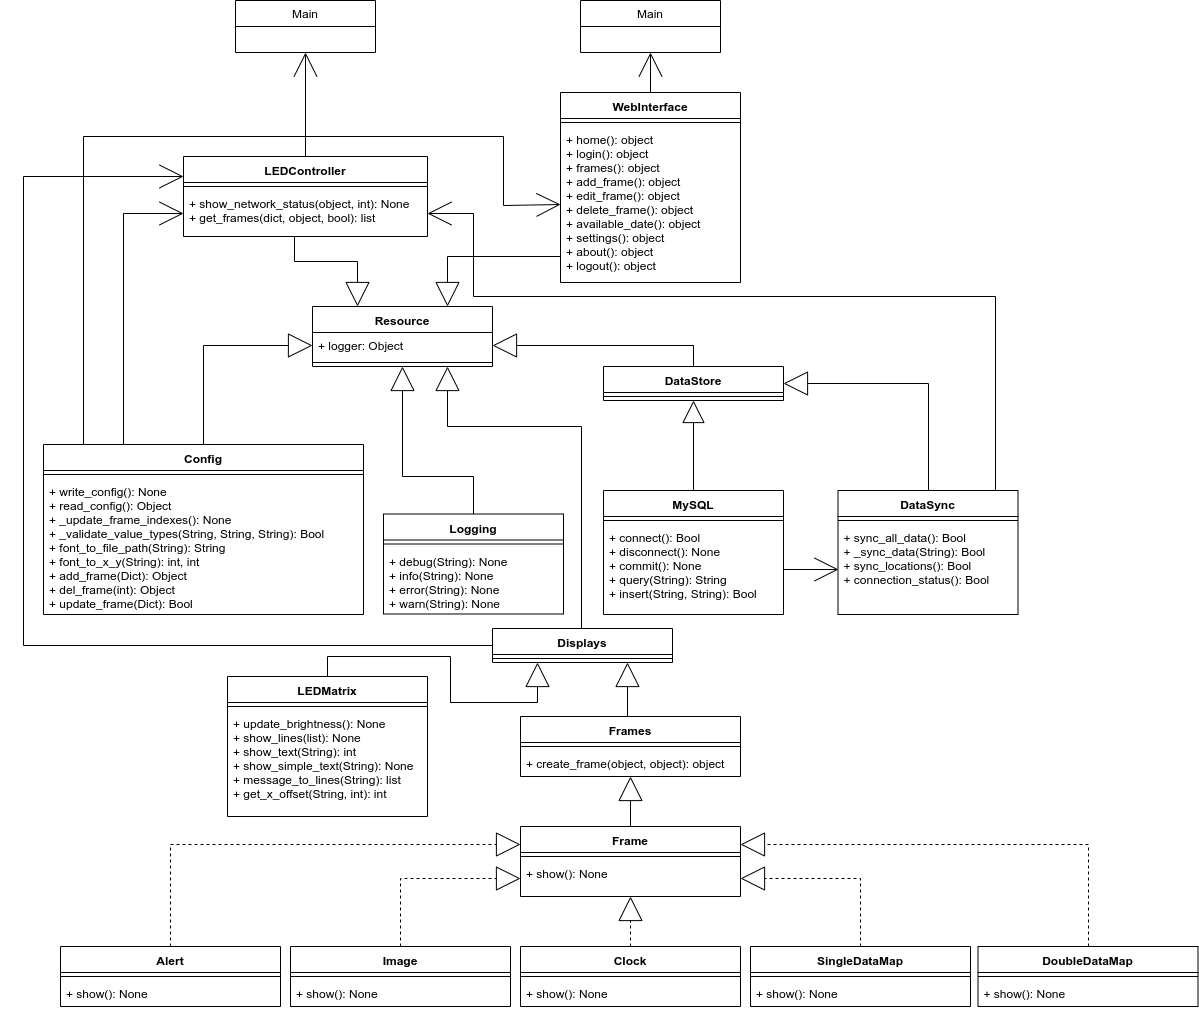 Main
Main
WebInterface
+ home(): object
+ login(): object
+ frames(): object
+ add_frame(): object
+ edit_frame(): object
+ delete_frame(): object
+ available_date(): object
+ settings(): object
+ about(): object
+ logout(): object
LEDController
+ show_network_status(object, int): None
+ get_frames(dict, object, bool): list
Resource
+ logger: Object
DataStore
Config
+ write_config(): None
+ read_config(): Object
+ _update_frame_indexes(): None
+ _validate_value_types(String, String, String): Bool
+ font_to_file_path(String): String
+ font_to_x_y(String): int, int
+ add_frame(Dict): Object
+ del_frame(int): Object
+ update_frame(Dict): Bool
Logging
+ debug(String): None
+ info(String): None
+ error(String): None
+ warn(String): None
MySQL
+ connect(): Bool
+ disconnect(): None
+ commit(): None
+ query(String): String
+ insert(String, String): Bool
DataSync
+ sync_all_data(): Bool
+ _sync_data(String): Bool
+ sync_locations(): Bool
+ connection_status(): Bool
Displays
LEDMatrix
+ update_brightness(): None
+ show_lines(list): None
+ show_text(String): int
+ show_simple_text(String): None
+ message_to_lines(String): list
+ get_x_offset(String, int): int
Frames
+ create_frame(object, object): object
Frame
+ show(): None
Alert
+ show(): None
Image
+ show(): None
Clock
+ show(): None
SingleDataMap
+ show(): None
DoubleDataMap
+ show(): None